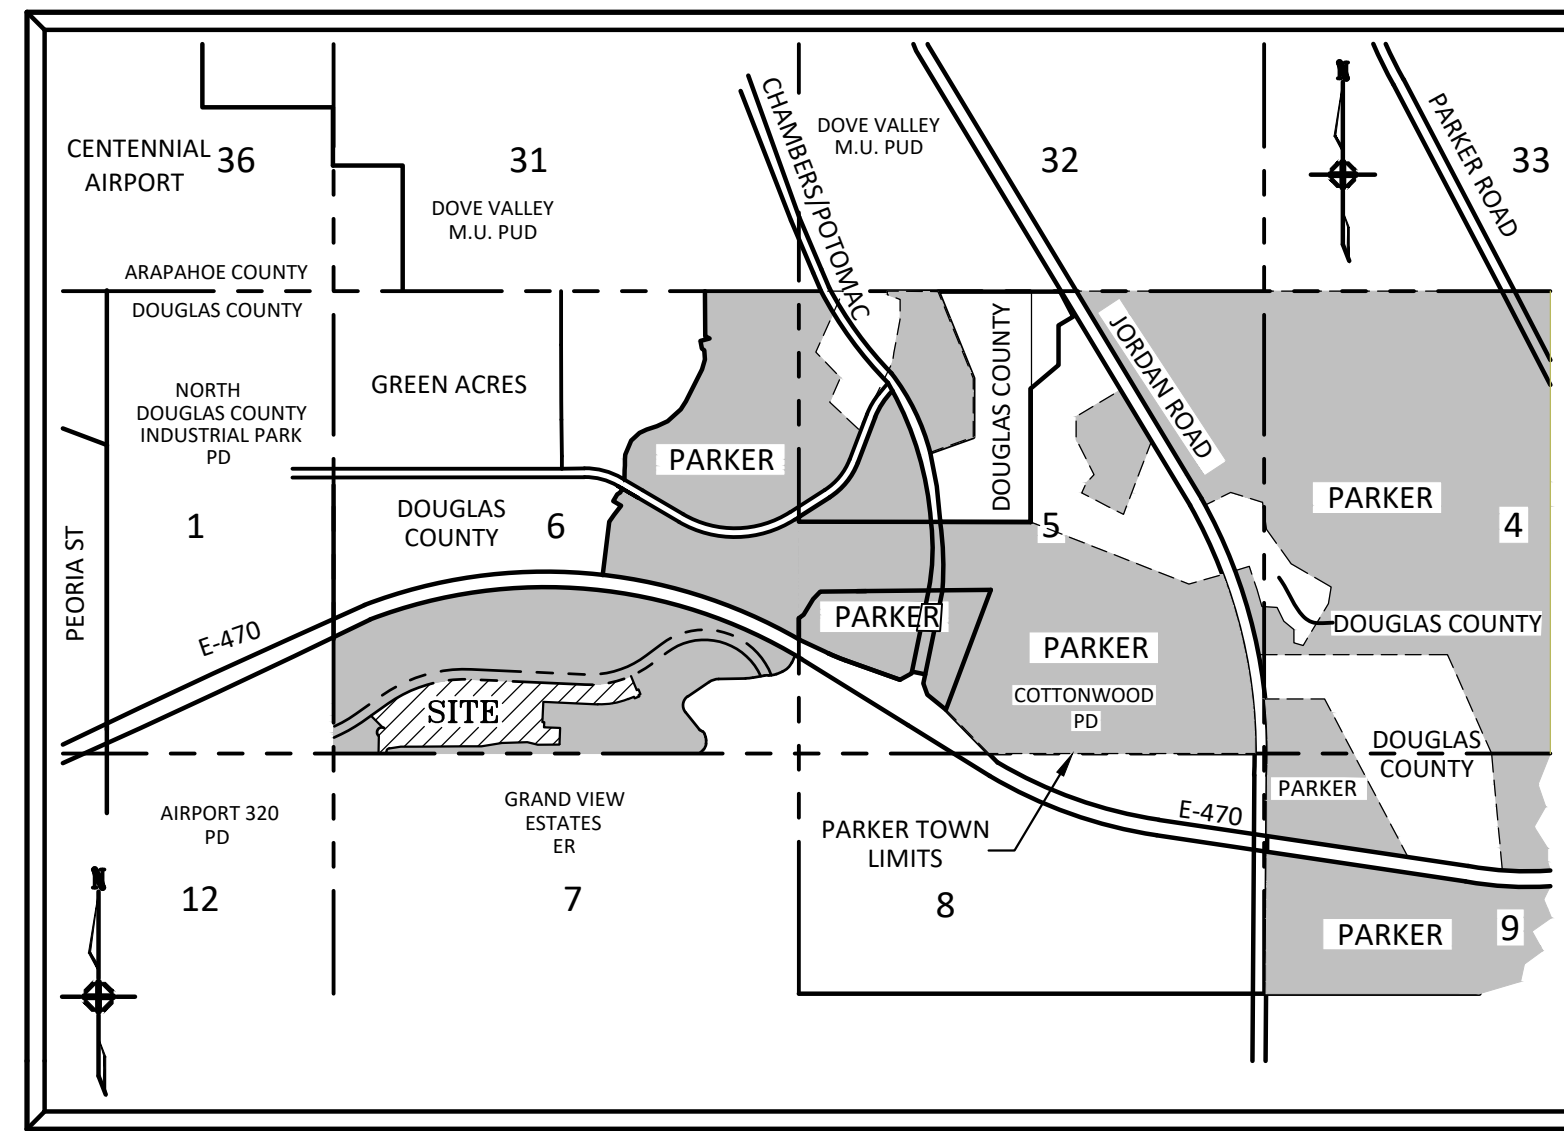 CHAMBERS/POTOMAC
PARKER ROAD
N
CENTENNIAL
AIRPORT
36
31
DOVE VALLEY
M.U. PUD
32
33
DOVE VALLEY
M.U. PUD
ARAPAHOE COUNTY
DOUGLAS COUNTY
DOUGLAS COUNTY
JORDAN ROAD
NORTH
DOUGLAS COUNTY
INDUSTRIAL PARK
PD
GREEN ACRES
PARKER
PARKER
DOUGLAS
COUNTY
1
6
5
4
PEORIA ST
E-470
PARKER
PARKER
DOUGLAS COUNTY
COTTONWOOD
PD
SITE
DOUGLAS
COUNTY
PARKER
AIRPORT 320
PD
GRAND VIEW
ESTATES
ER
PARKER TOWN
LIMITS
E-470
N
12
7
8
PARKER
9